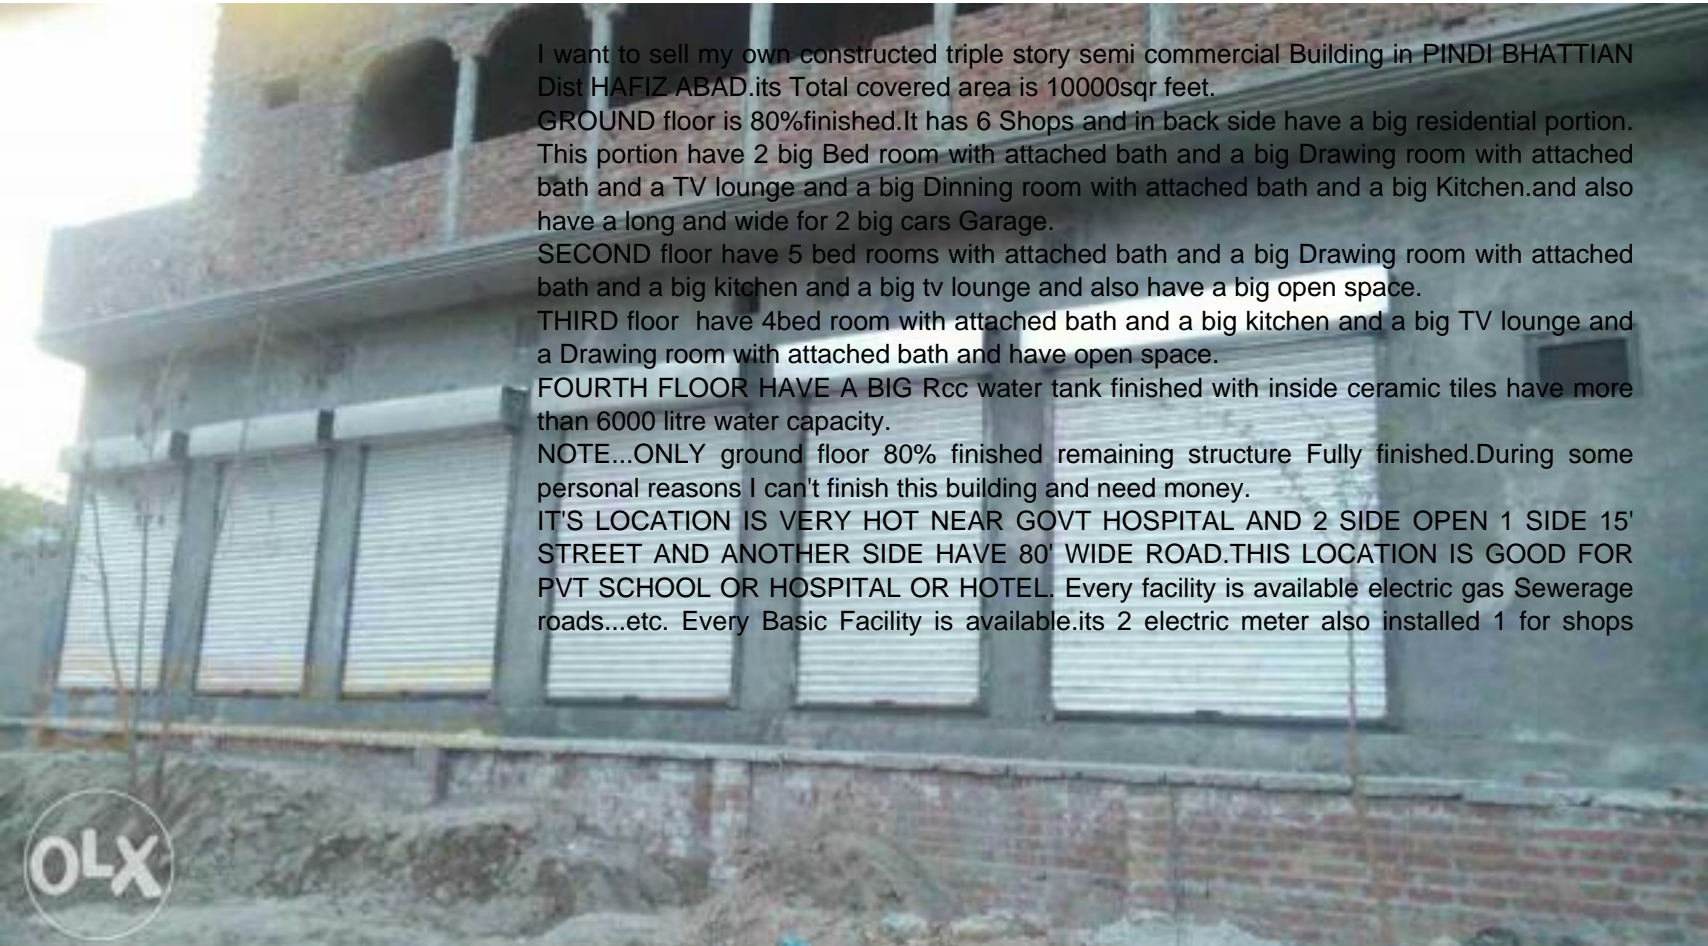 I want to sell my own constructed triple story semi commercial Building in PINDI BHATTIAN
Dist HAFIZ ABAD.its Total covered area is 10000sqr feet.
GROUND floor is 80%finished.It has 6 Shops and in back side have a big residential portion.
This portion have 2 big Bed room with attached bath and a big Drawing room with attached
bath and a TV lounge and a big Dinning room with attached bath and a big Kitchen.and also
have a long and wide for 2 big cars Garage.
SECOND floor have 5 bed rooms with attached bath and a big Drawing room with attached
bath and a big kitchen and a big tv lounge and also have a big open space.
THIRD floor  have 4bed room with attached bath and a big kitchen and a big TV lounge and
a Drawing room with attached bath and have open space.
FOURTH FLOOR HAVE A BIG Rcc water tank finished with inside ceramic tiles have more
than 6000 litre water capacity.
NOTE...ONLY ground floor 80% finished remaining structure Fully finished.During some
personal reasons I can't finish this building and need money.
IT'S LOCATION IS VERY HOT NEAR GOVT HOSPITAL AND 2 SIDE OPEN 1 SIDE 15'
STREET AND ANOTHER SIDE HAVE 80' WIDE ROAD.THIS LOCATION IS GOOD FOR
PVT SCHOOL OR HOSPITAL OR HOTEL. Every facility is available electric gas Sewerage
roads...etc. Every Basic Facility is available.its 2 electric meter also installed 1 for shops
OLX